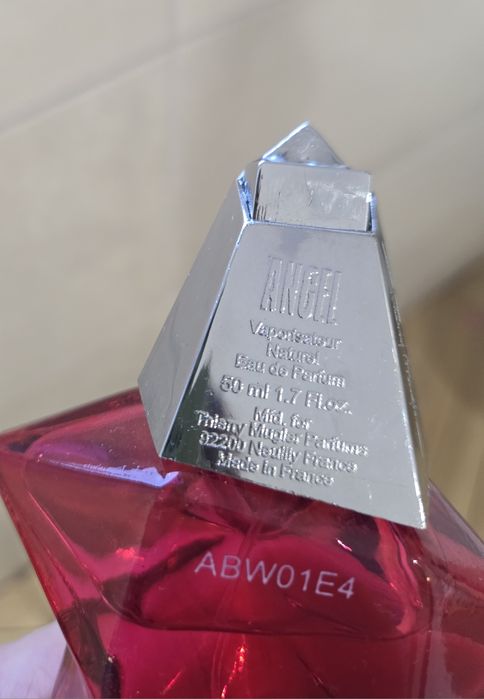 ANGEL
Vaporisateur
Naturel
Eau de Parfum
50 ml 1.7 Fl.oz.
Mfd. for
Thierry Mugler Parfums
92200 Neuilly France
Made in France
ABW01E4